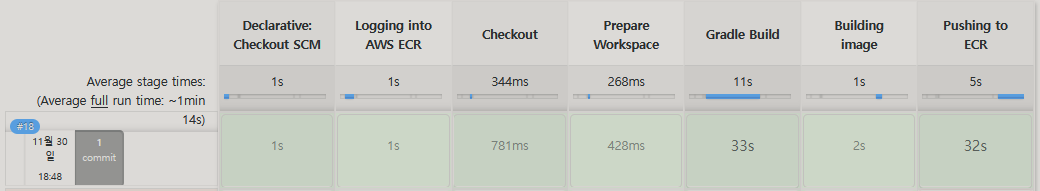 Declarative:
Checkout SCM
Logging into
AWS ECR
Checkout
Prepare
Workspace
Gradle Build
Building
image
Pushing to
ECR
Average stage times:
(Average full run time: ~1min
14s)
1s
1s
344ms
268ms
11s
1s
5s
#18
11월 30
일
18:48
1
commit
1s
1s
781ms
428ms
33s
2s
32s